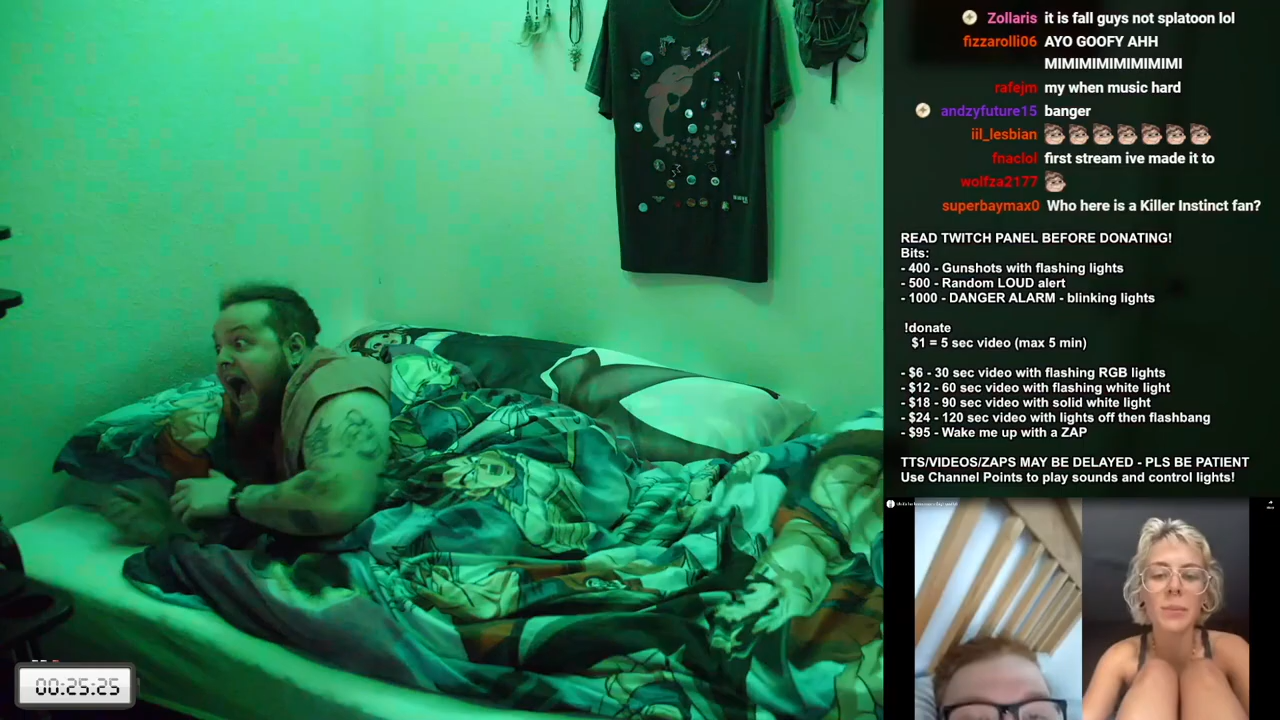 Zollaris it is fall guys not splatoon lol
fizzarolli06 AYO GOOFY AHH
MIMIMIMIMIMIMI
rafejm my when music hard
andzyfuture15 banger
iil_lesbian
fnaclol first stream ive made it to
wolfza2177
superbaymax0 Who here is a Killer Instinct fan?
READ TWITCH PANEL BEFORE DONATING!
Bits:
- 400 - Gunshots with flashing lights
- 500 - Random LOUD alert
- 1000 - DANGER ALARM - blinking lights
!donate
$1 = 5 sec video (max 5 min)
- $6 - 30 sec video with flashing RGB lights
- $12 - 60 sec video with flashing white light
- $18 - 90 sec video with solid white light
- $24 - 120 sec video with lights off then flashbang
- $95 - Wake me up with a ZAP
TTS/VIDEOS/ZAPS MAY BE DELAYED - PLS BE PATIENT
Use Channel Points to play sounds and control lights!
00:25:25